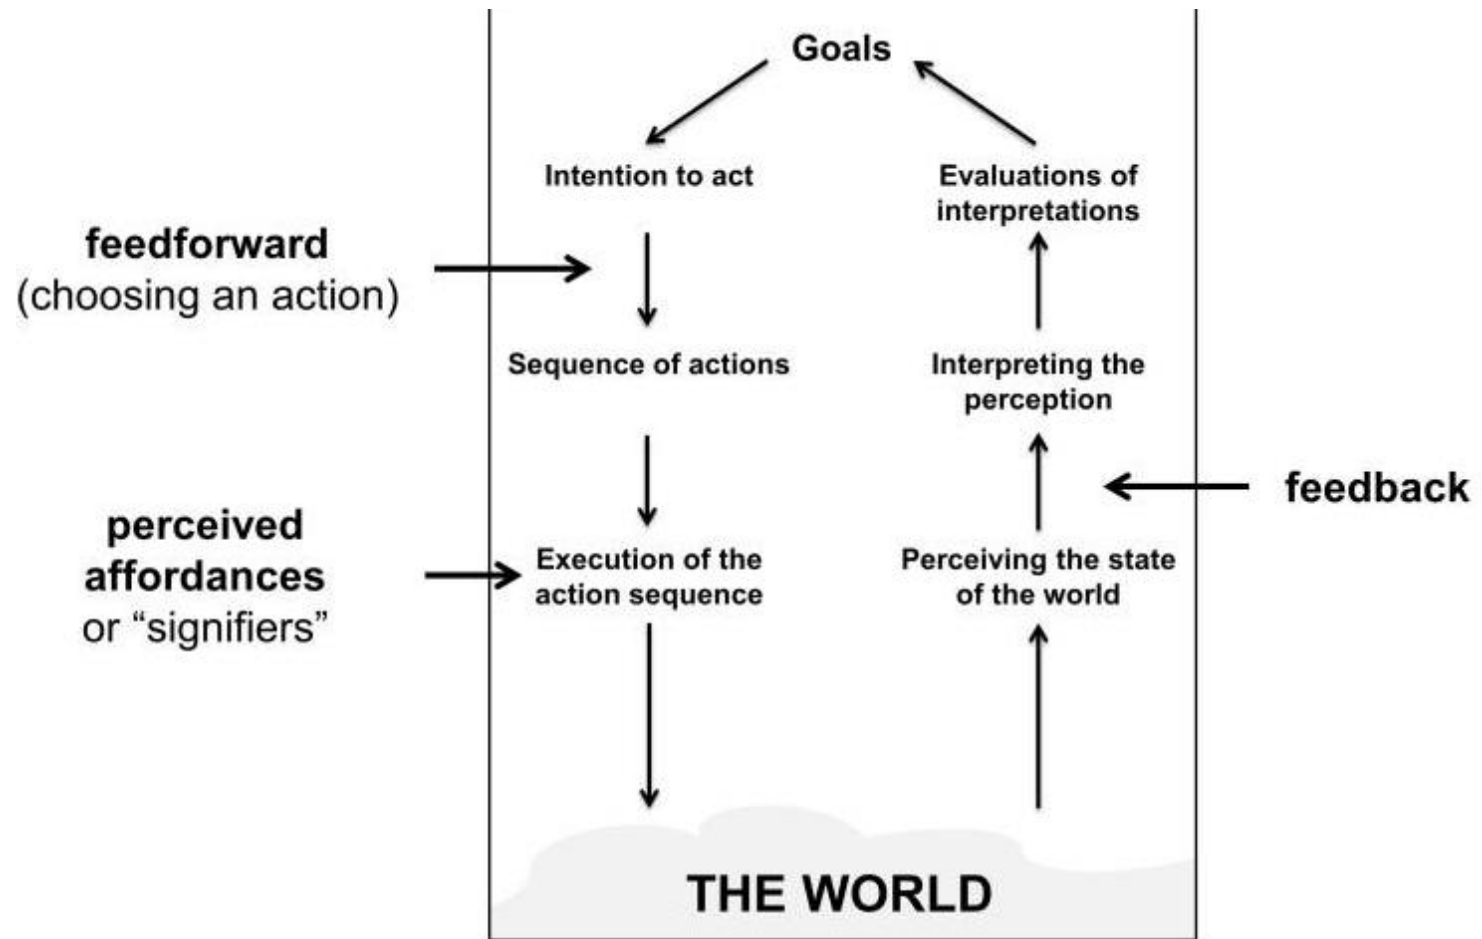 Goals
Intention to act
Evaluations of
interpretations
feedforward
(choosing an action)
Sequence of actions
Interpreting the
perception
feedback
perceived
affordances
or “signifiers”
Execution of the
action sequence
Perceiving the state
of the world
THE WORLD